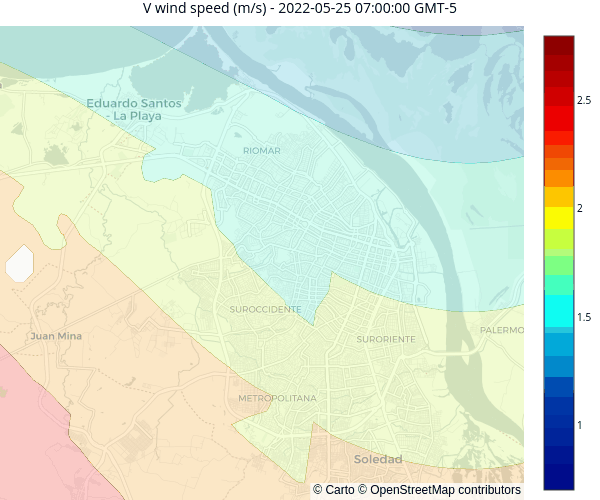 V wind speed (m/s) - 2022-05-25 07:00:00 GMT-5
Eduardo Santos
- La Playa
RIOMAR
2.5
2
SUROCCIDENTE
1.5
Juan Mina
SURORIENTE
PALERMO
METROPOLITANA
1
Soledad
© Carto © OpenStreetMap contributors